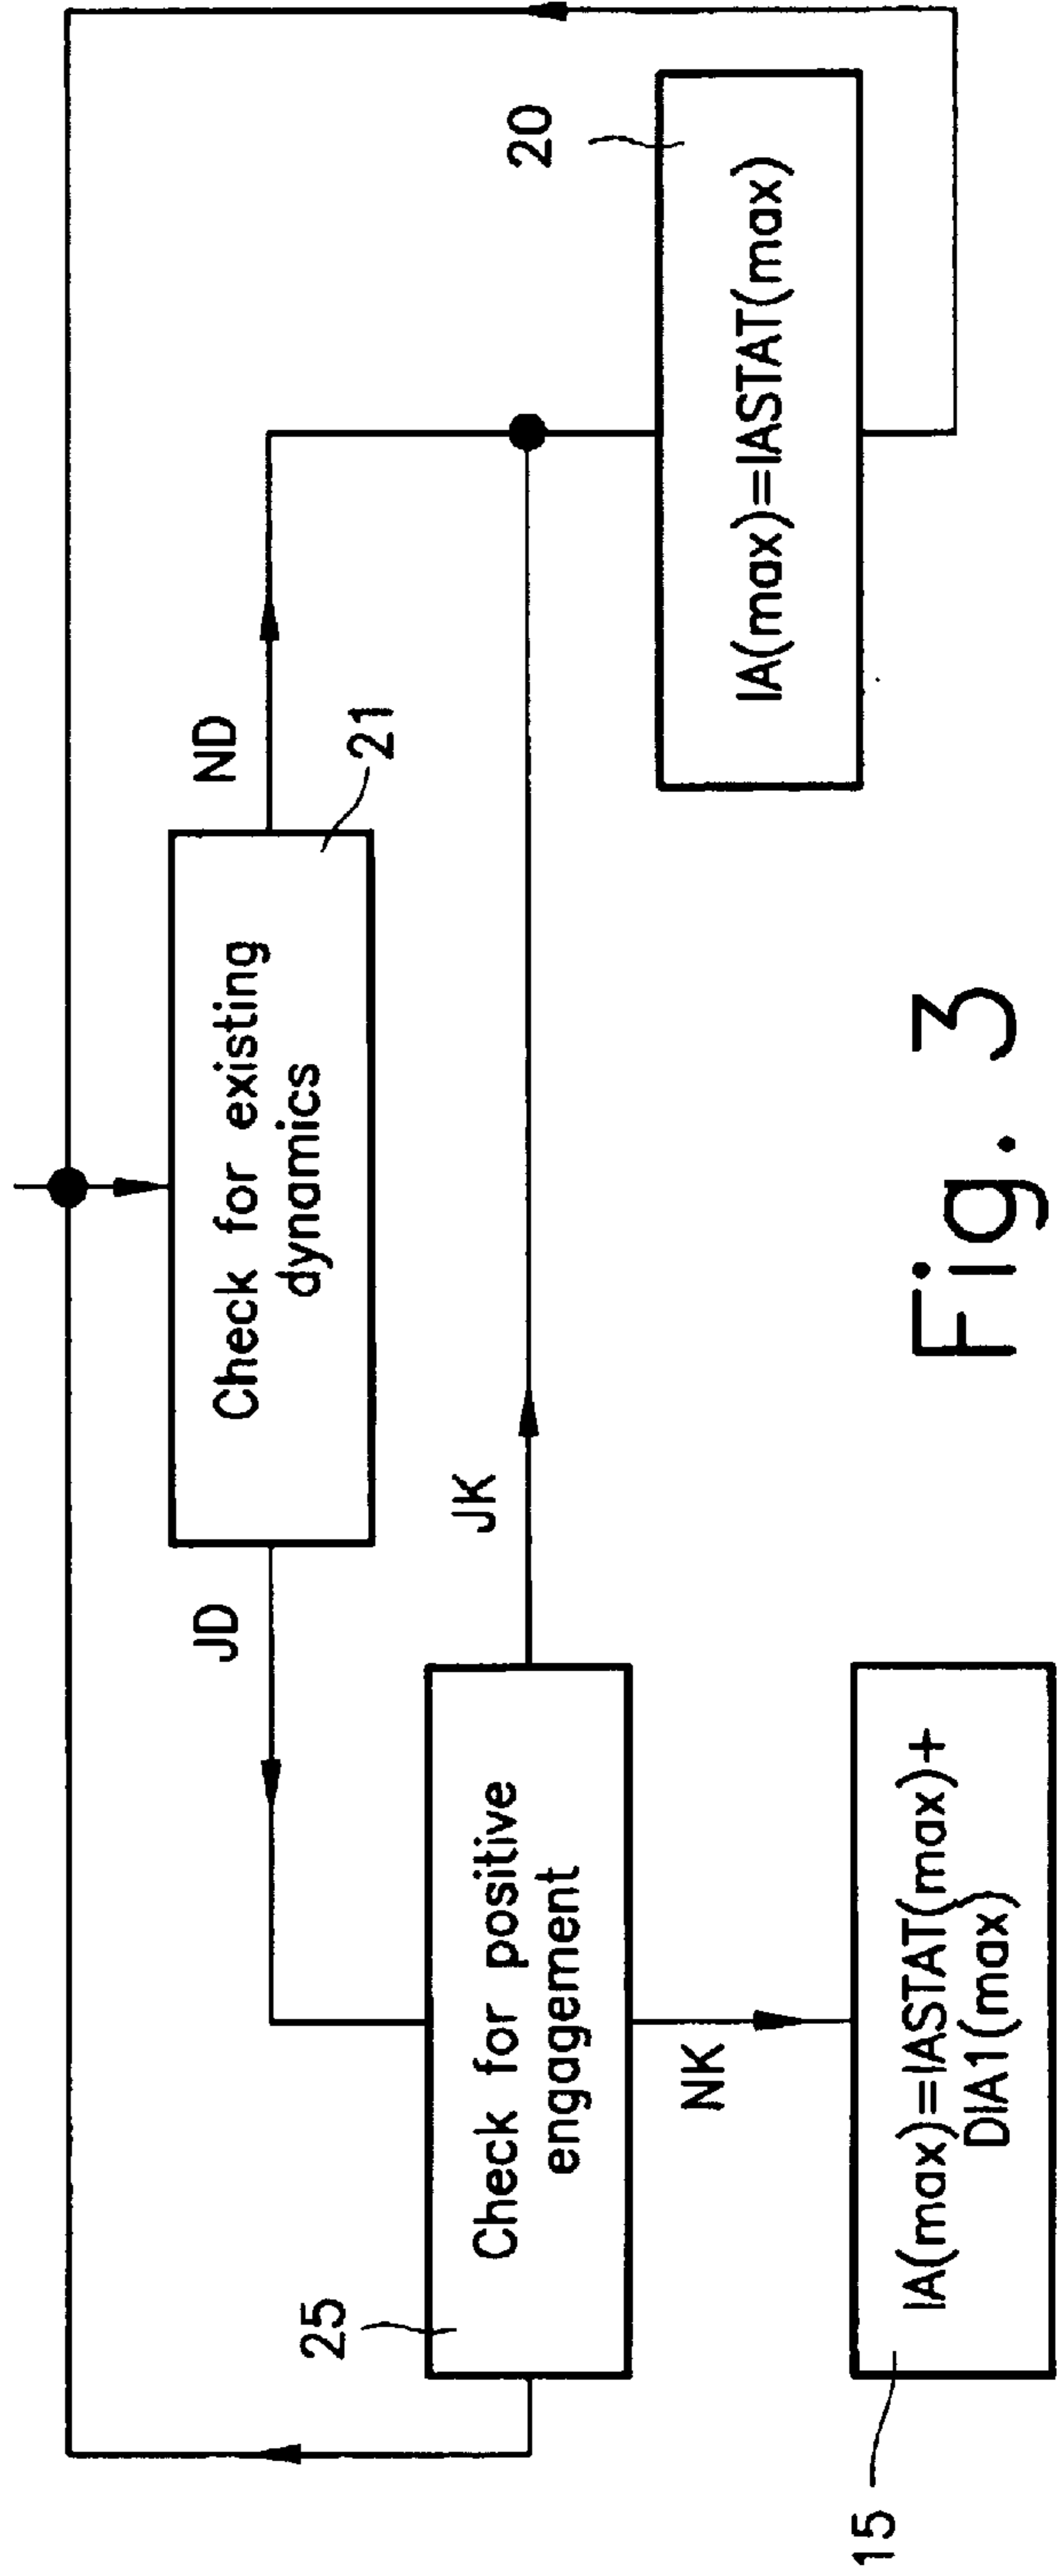 Check for existing
dynamics
21
JD
ND
25
Check for positive
engagement
JK
NK
20
IA(max)=IASTAT(max)
15
IA(max)=IASTAT(max)+
DIA1(max)
Fig. 3